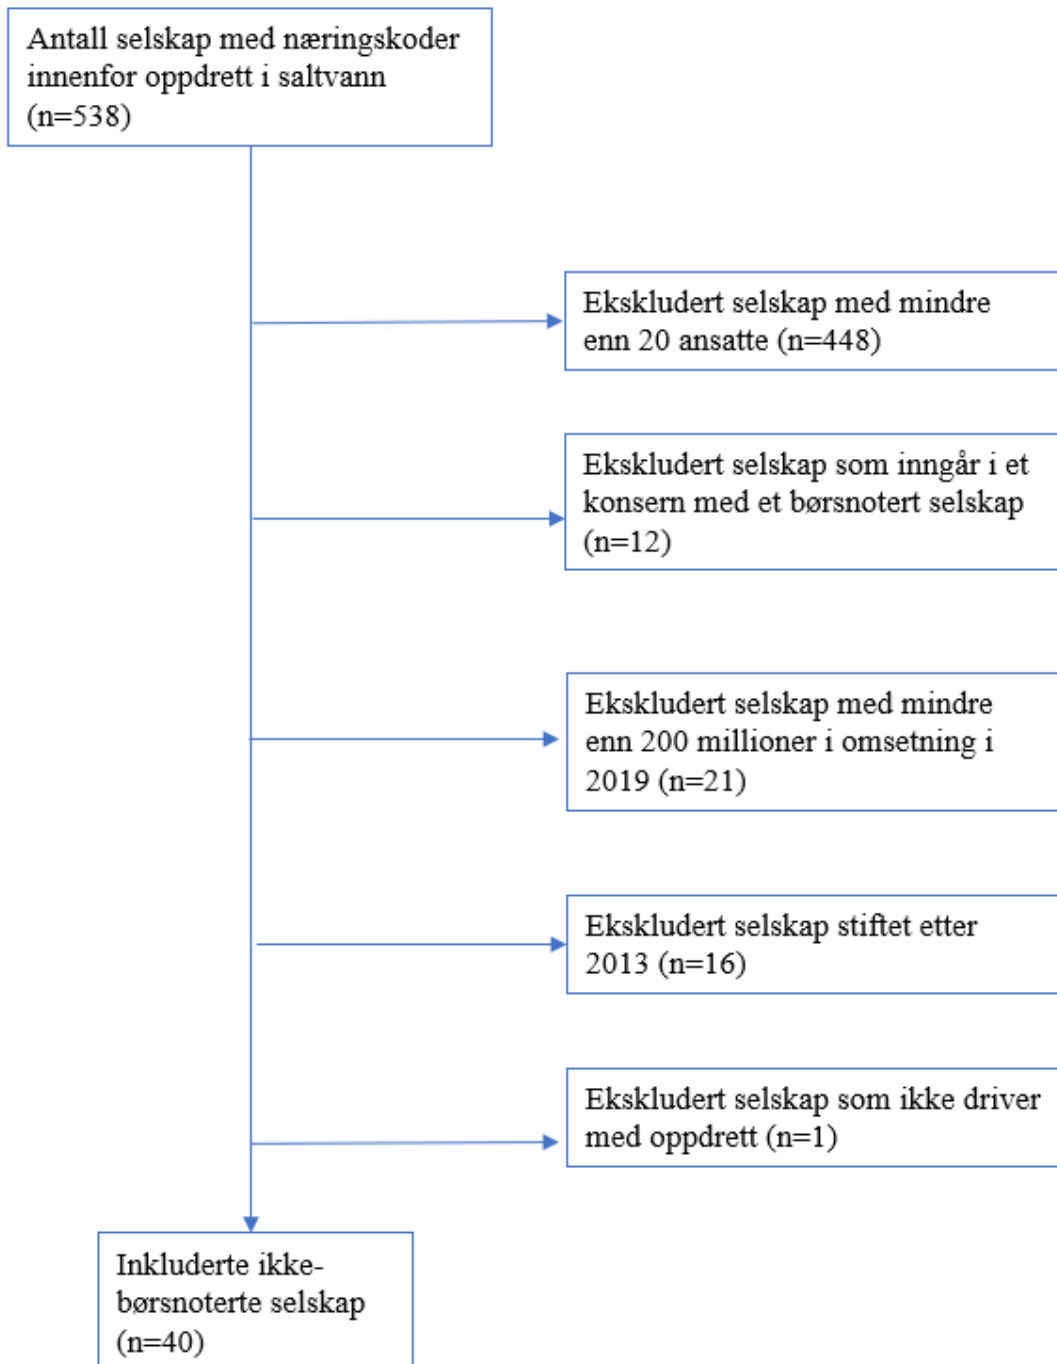 Antall selskap med næringskoder
innenfor oppdrett i saltvann
(n=538)
Ekskludert selskap med mindre
enn 20 ansatte (n=448)
Ekskludert selskap som inngår i et
konsern med et børsnotert selskap
(n=12)
Ekskludert selskap med mindre
enn 200 millioner i omsetning i
2019 (n=21)
Ekskludert selskap stiftet etter
2013 (n=16)
Ekskludert selskap som ikke driver
med oppdrett (n=1)
Inkluderte ikke-
børsnoterte selskap
(n=40)